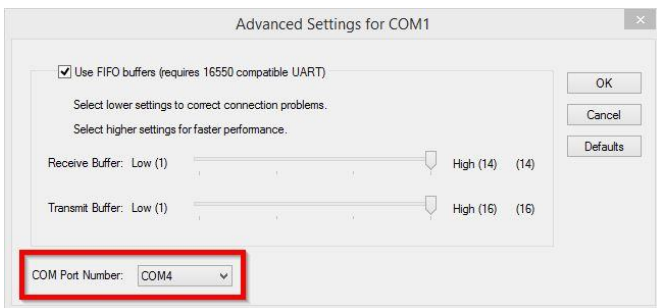 Advanced Settings for COM1
Use FIFO buffers (requires 16550 compatible UART)
OK
Select lower settings to correct connection problems.
Cancel
Select higher settings for faster performance.
Defaults
Receive Buffer: Low (1) High (14) (14)
Transmit Buffer: Low (1) High (16) (16)
COM Port Number: COM4